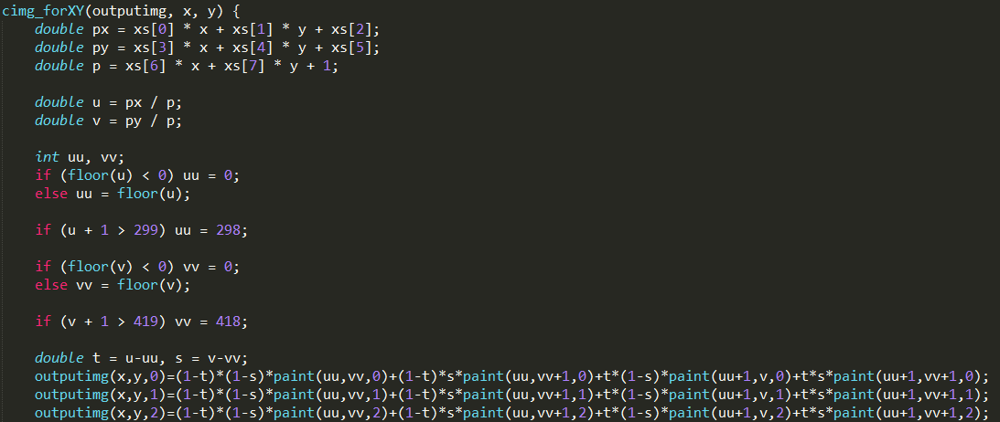 cimg_forXY(outputimg, x, y) {
double px = xs[0] * x + xs[1] * y + xs[2];
double py = xs[3] * x + xs[4] * y + xs[5];
double p = xs[6] * x + xs[7] * y + 1;
double u = px / p;
double v = py / p;
int uu, vv;
if (floor(u) < 0) uu = 0;
else uu = floor(u);
if (u + 1 > 299) uu = 298;
if (floor(v) < 0) vv = 0;
else vv = floor(v);
if (v + 1 > 419) vv = 418;
double t = u-uu, s = v-vv;
outputimg(x,y,0)=(1-t)*(1-s)*paint(uu,vv,0)+(1-t)*s*paint(uu,vv+1,0)+t*(1-s)*paint(uu+1,v,0)+t*s*paint(uu+1,vv+1,0);
outputimg(x,y,1)=(1-t)*(1-s)*paint(uu,vv,1)+(1-t)*s*paint(uu,vv+1,1)+t*(1-s)*paint(uu+1,v,1)+t*s*paint(uu+1,vv+1,1);
outputimg(x,y,2)=(1-t)*(1-s)*paint(uu,vv,2)+(1-t)*s*paint(uu,vv+1,2)+t*(1-s)*paint(uu+1,v,2)+t*s*paint(uu+1,vv+1,2);